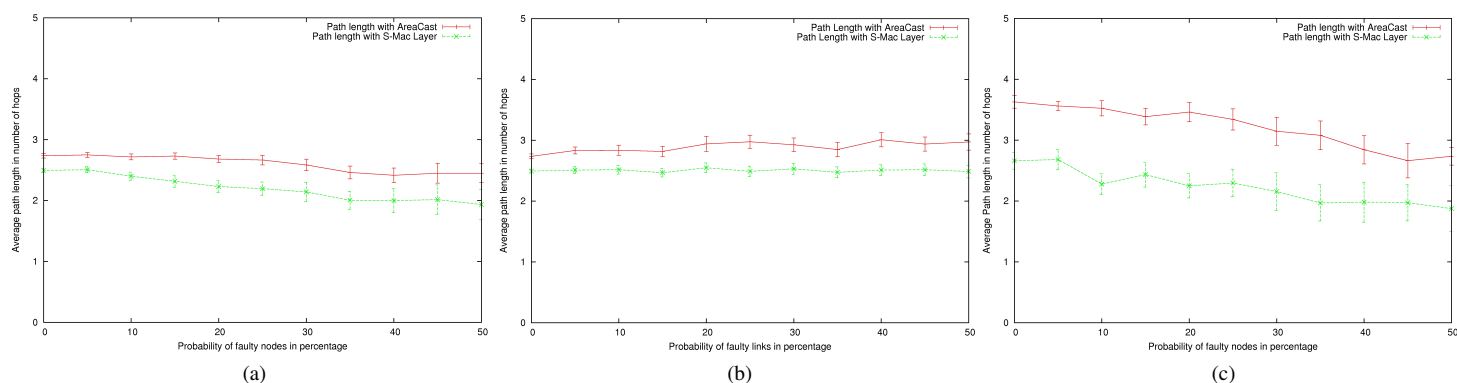 Path length with AreaCast
Path length with S-Mac Layer
Average path length in number of hops
0
1
2
3
4
5
0 10 20 30 40 50
Probability of faulty nodes in percentage
(a)
Path Length with AreaCast
Path Length with S-Mac Layer
Average path length in number of hops
0
1
2
3
4
5
0 10 20 30 40 50
Probability of faulty links in percentage
(b)
Path length with AreaCast
Path length with S-Mac Layer
Average Path length in number of hops
0
1
2
3
4
5
0 10 20 30 40 50
Probability of faulty nodes in percentage
(c)